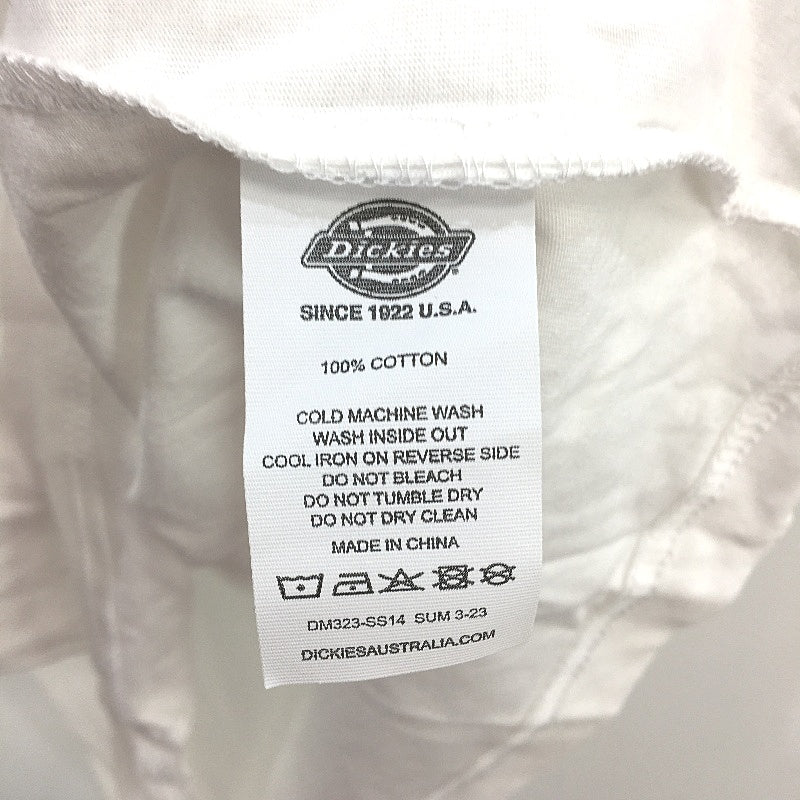 Dickies
SINCE 1922 U.S.A.
100% COTTON
COLD MACHINE WASH
WASH INSIDE OUT
COOL IRON ON REVERSE SIDE
DO NOT BLEACH
DO NOT TUMBLE DRY
DO NOT DRY CLEAN
MADE IN CHINA
DM323-SS14 SUM 3-23
DICKIESAUSTRALIA.COM